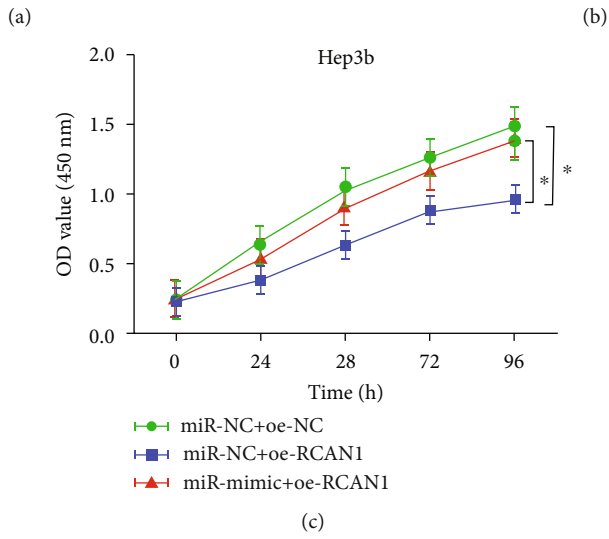 (a) (b)
Hep3b
2.0
1.5
1.0
0.5
0.0
OD value (450 nm)
*
*
0 24 28 72 96
Time (h)
miR-NC+oe-NC
miR-NC+oe-RCAN1
miR-mimic+oe-RCAN1
(c)